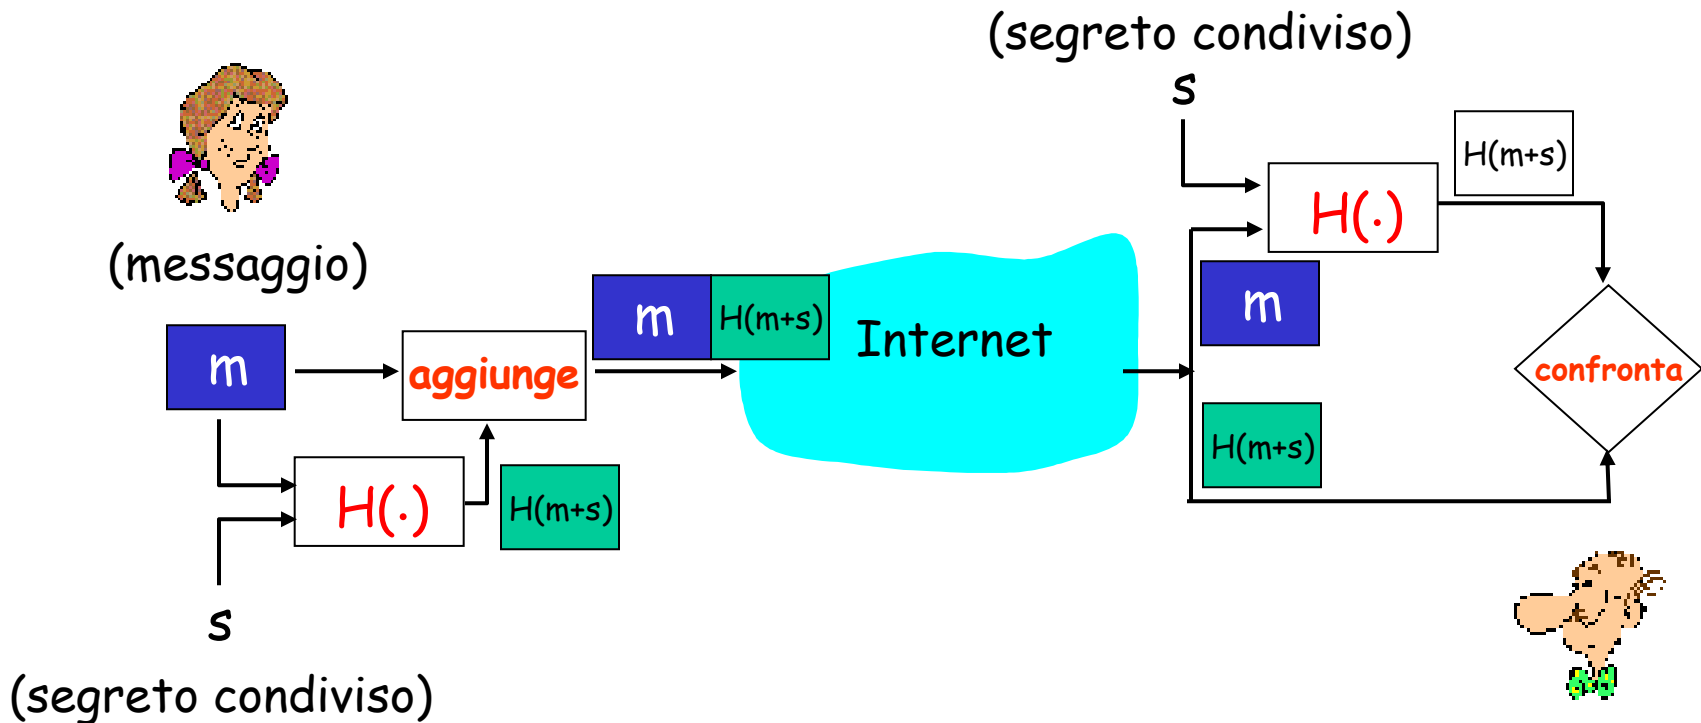 (segreto condiviso)
s
H(m+s)
H(.)
(messaggio)
m
H(m+s)
m
Internet
m
aggiunge
confronta
H(m+s)
H(.)
H(m+s)
s
(segreto condiviso)